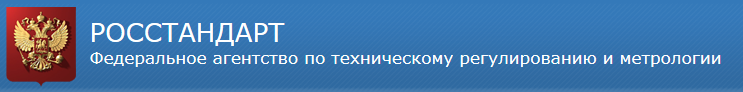 РОССТАНДАРТ
Федеральное агентство по техническому регулированию и метрологии